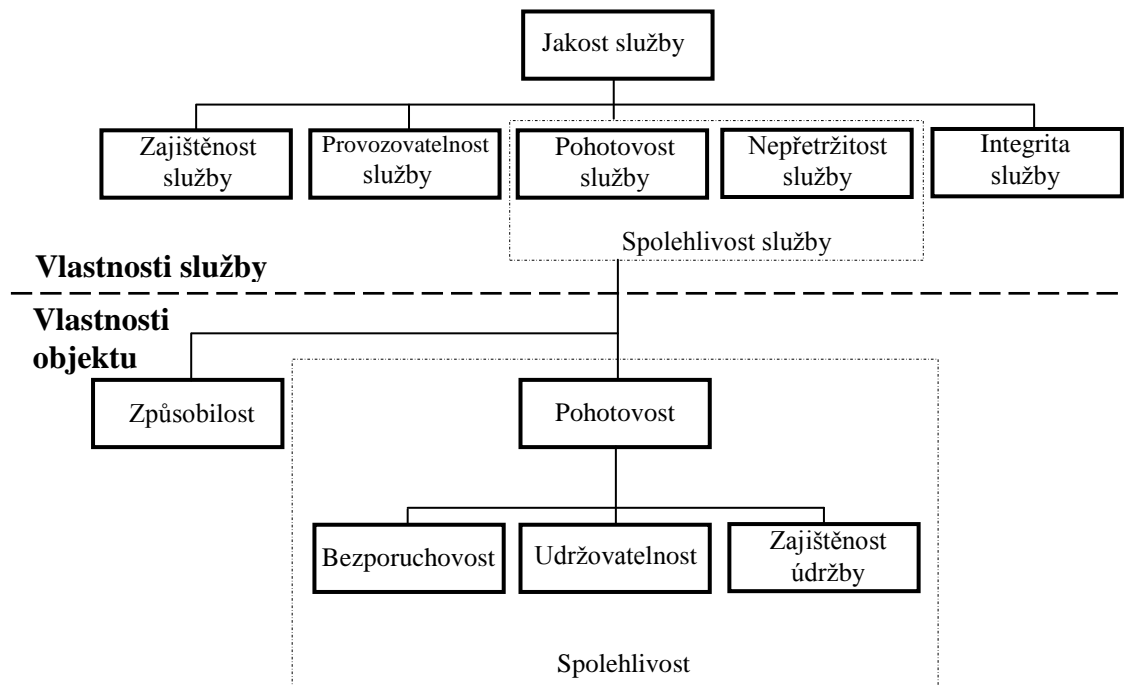 Jakost služby
Zajištěnost
služby
Provozovatelnost
služby
Pohotovost
služby
Nepřetržitost
služby
Integrita
služby
Spolehlivost služby
Vlastnosti služby
Vlastnosti
objektu
Způsobilost
Pohotovost
Bezporuchovost
Udržovatelnost
Zajištěnost
údržby
Spolehlivost